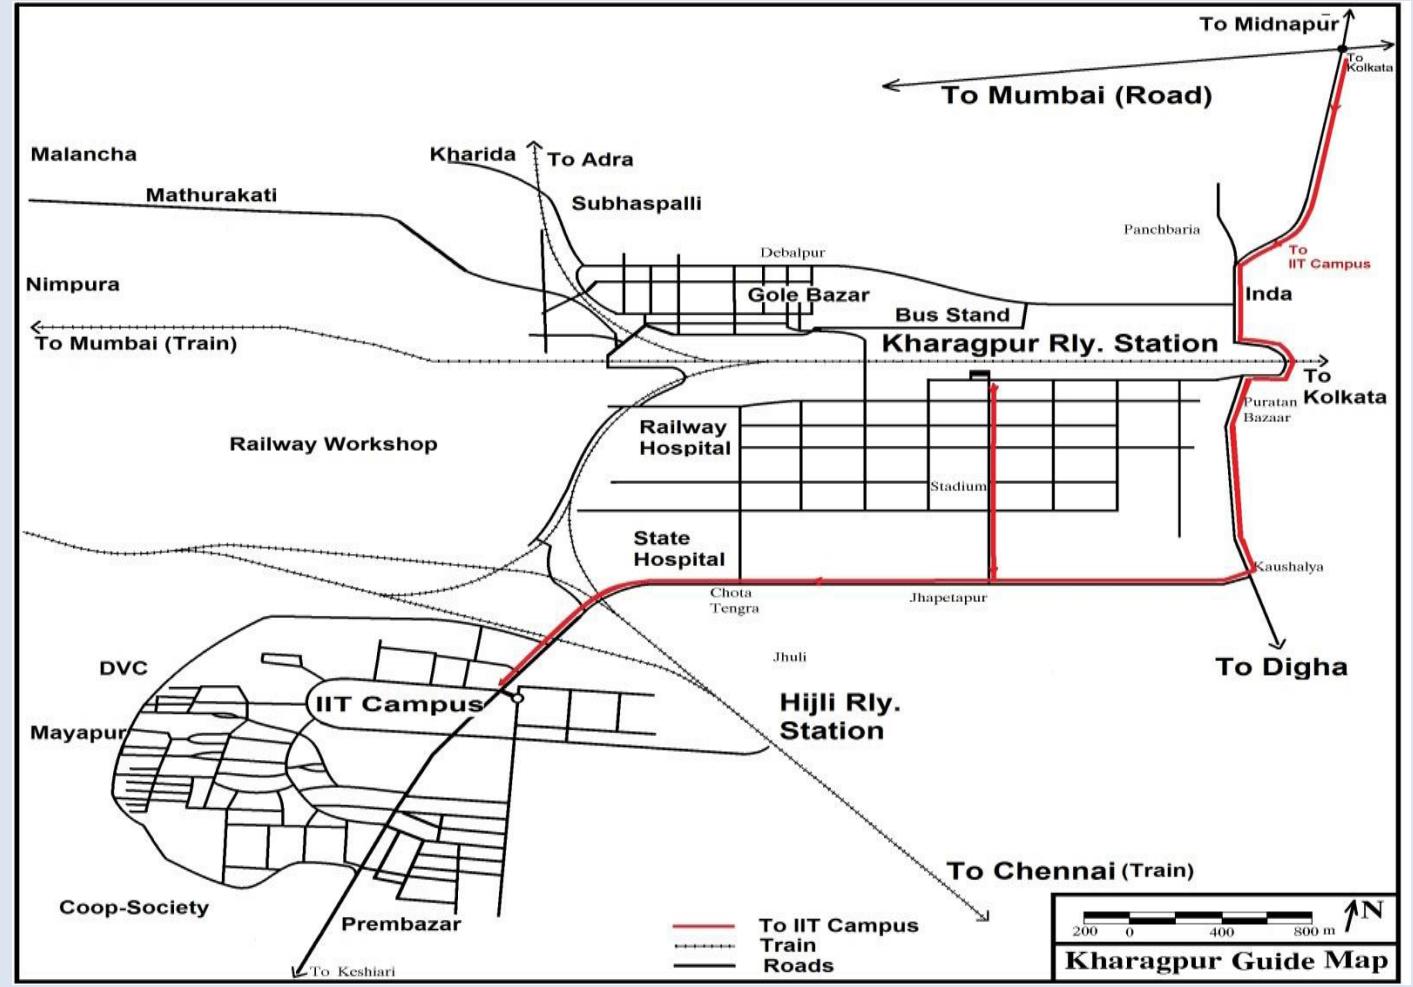 To Midnapur
To
Kolkata
To Mumbai (Road)
Malancha
Kharida
To Adra
Mathurakati
Subhaspalli
Panchbaria
Debalpur
To
IIT Campus
Nimpura
Gole Bazar
Inda
Bus Stand
To Mumbai (Train)
Kharagpur Rly. Station
To
Kolkata
Puratan
Bazaar
Railway
Hospital
Railway Workshop
Stadium
State
Hospital
Kaushalya
Chota
Tengra
Jhapetapur
Jhuli
To Digha
DVC
IIT Campus
Hijli Rly.
Station
Mayapur
To Chennai (Train)
Coop-Society
Prembazar
To Keshiari
To IIT Campus
Train
Roads
N
200 0 400 800 m
Kharagpur Guide Map